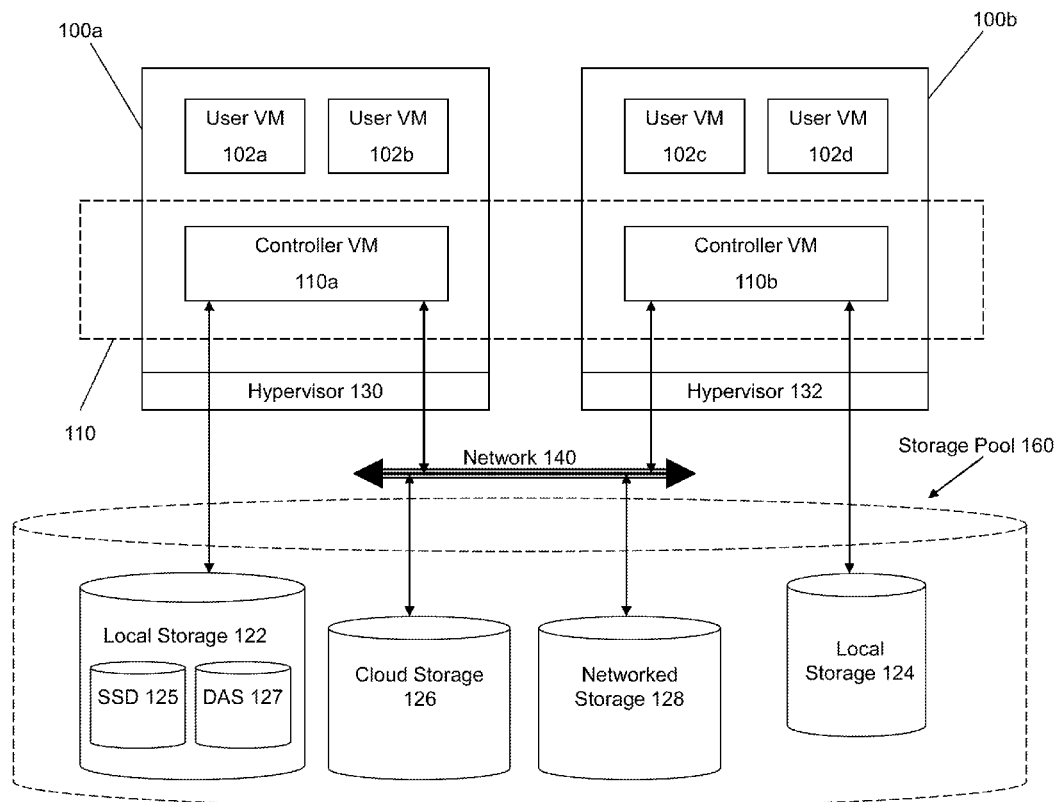 100a
100b
User VM
102a
User VM
102b
User VM
102c
User VM
102d
Controller VM
110a
Controller VM
110b
Hypervisor 130
Hypervisor 132
110
Network 140
Storage Pool 160
Local Storage 122
SSD 125
DAS 127
Cloud Storage
126
Networked
Storage 128
Local
Storage 124